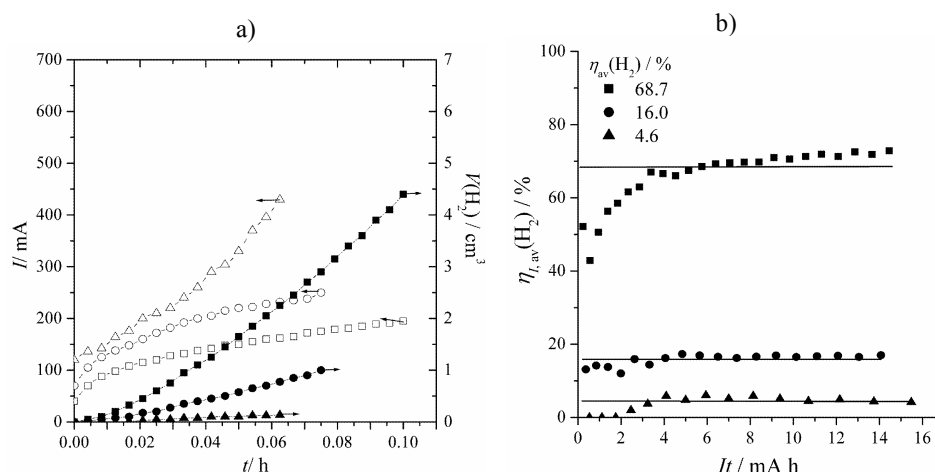 a)
700
600
500
400
300
200
100
0
I / mA
7
6
5
4
3
2
1
0
V(H2) / cm3
0.00 0.02 0.04 0.06 0.08 0.10
t / h
b)
100
80
60
40
20
0
ηI,av(H2) / %
ηav(H2) / %
68.7
16.0
4.6
0 2 4 6 8 10 12 14 16
It / mA h